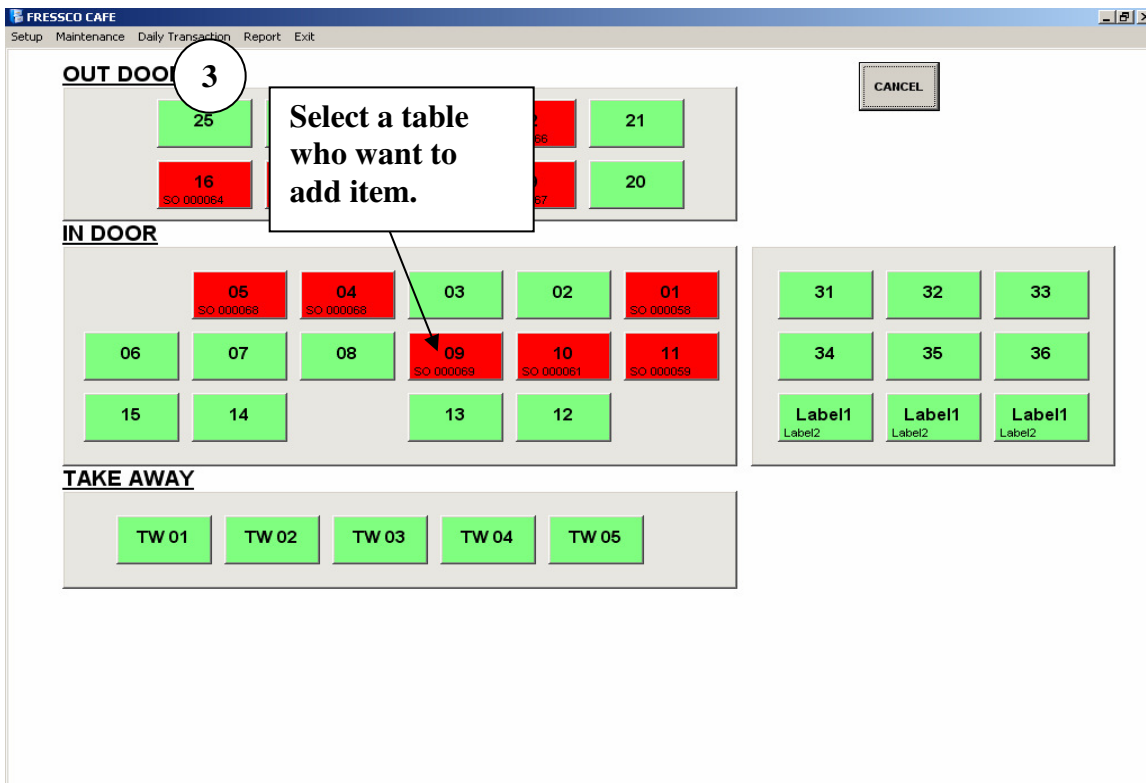 FRESSCO CAFE
Setup Maintenance Daily Transaction Report Exit
OUT DOO
3
CANCEL
Select a table
who want to
add item.
25
21
16
SO 000064
20
IN DOOR
05 04 03 02 01
SO 000068 SO 000068 SO 000058
06 07 08 09 10 11
SO 000069 SO 000061 SO 000059
15 14 13 12
31 32 33
34 35 36
Label1 Label1 Label1
Label2 Label2 Label2
TAKE AWAY
TW 01 TW 02 TW 03 TW 04 TW 05